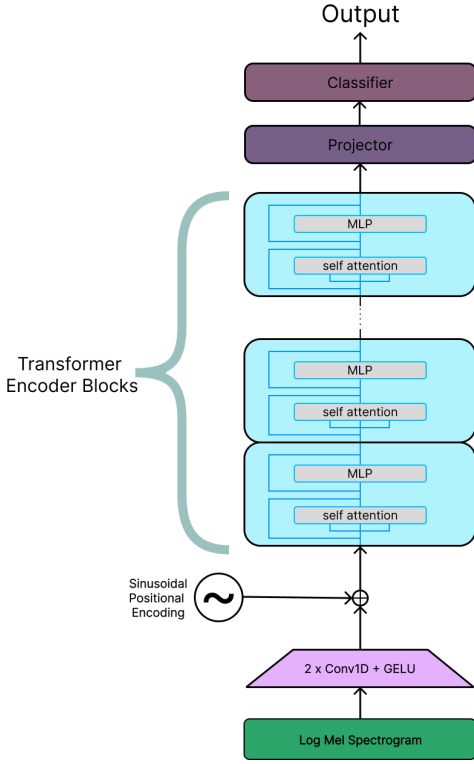 Output
Classifier
Projector
MLP
self attention
Transformer
Encoder Blocks
MLP
self attention
MLP
self attention
Sinusoidal
Positional
Encoding
2 x Conv1D + GELU
Log Mel Spectrogram